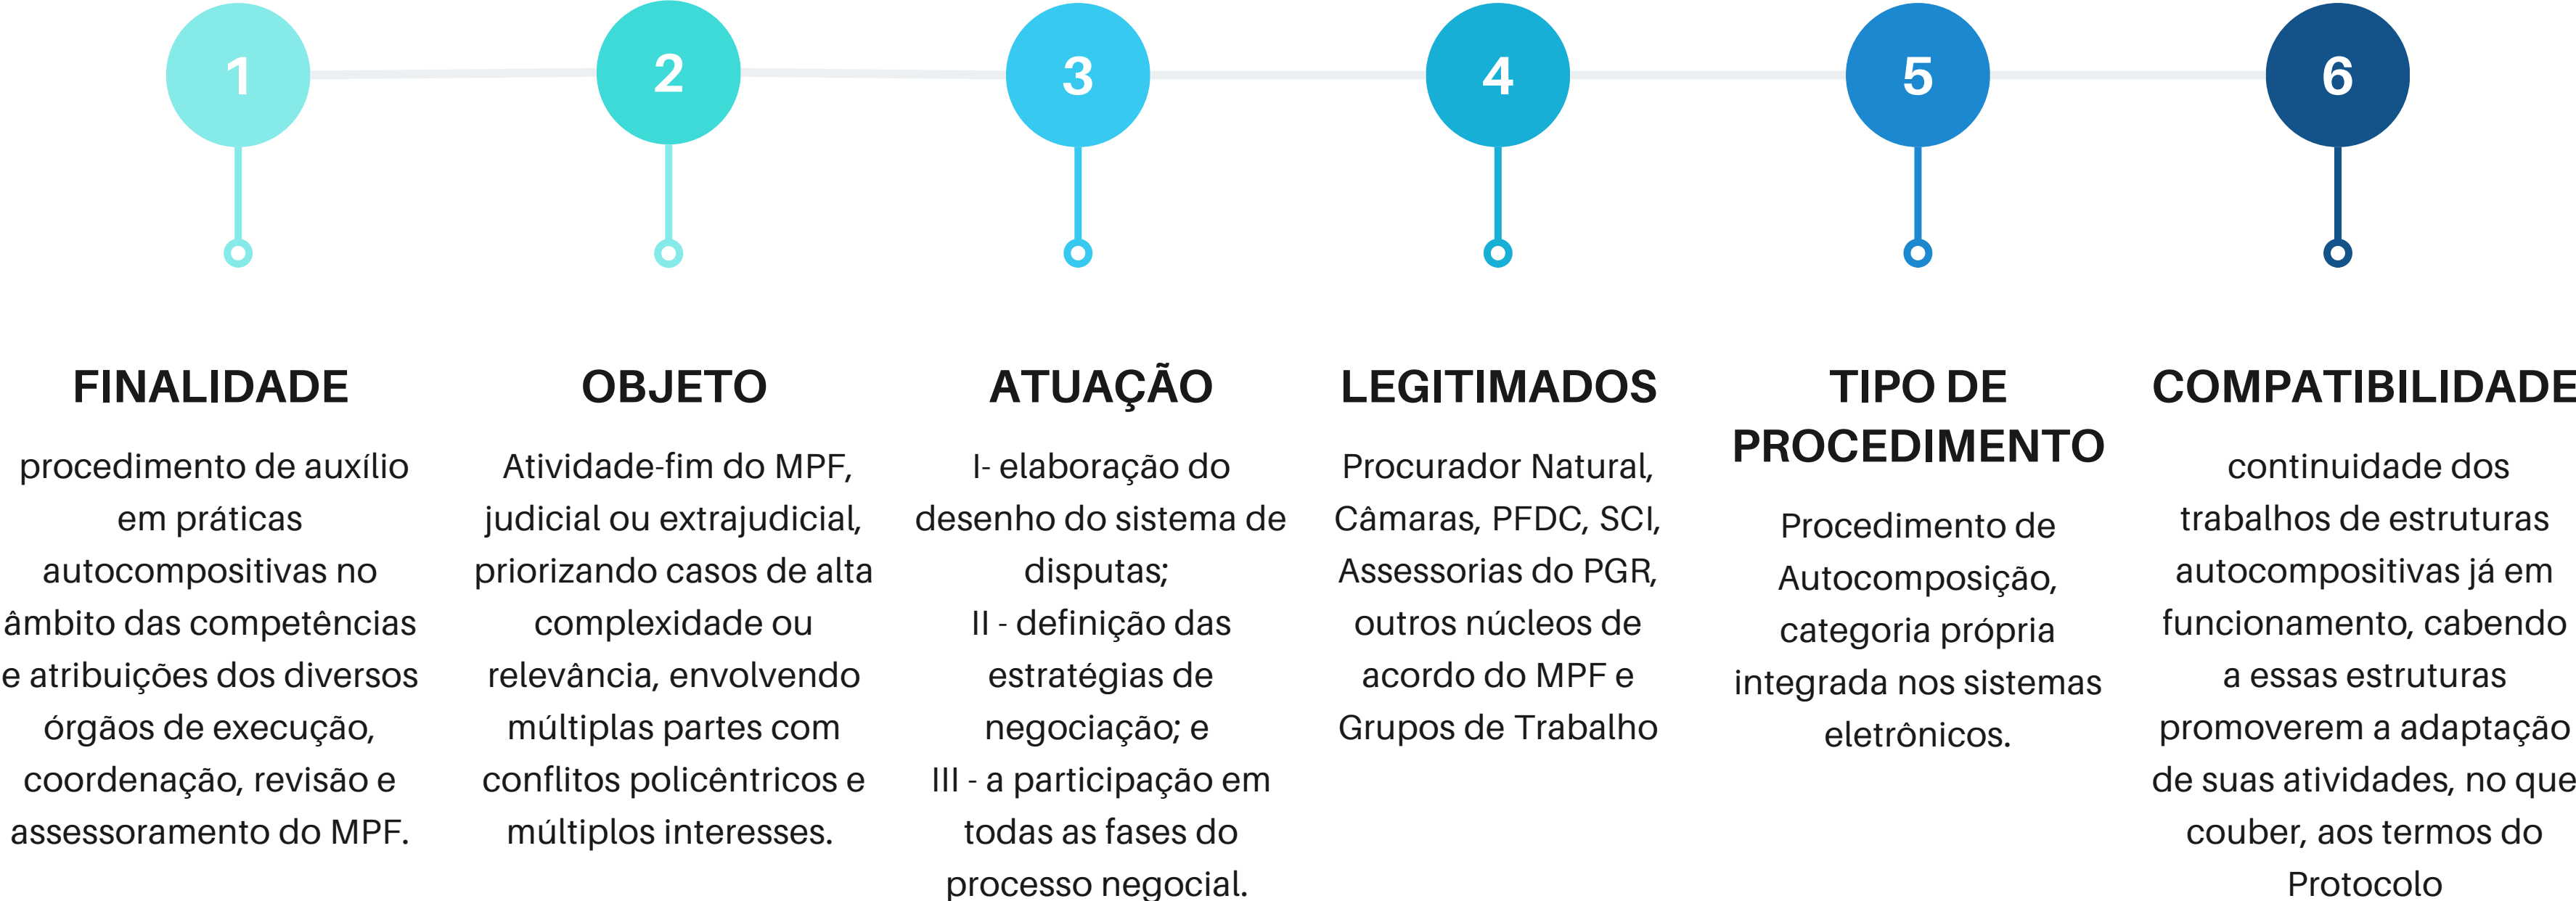 1
2
3
4
5
6
FINALIDADE
procedimento de auxílio
em práticas
autocompositivas no
âmbito das competências
e atribuições dos diversos
órgãos de execução,
coordenação, revisão e
assessoramento do MPF.
OBJETO
Atividade-fim do MPF,
judicial ou extrajudicial,
priorizando casos de alta
complexidade ou
relevância, envolvendo
múltiplas partes com
conflitos policêntricos e
múltiplos interesses.
ATUAÇÃO
I- elaboração do
desenho do sistema de
disputas;
II - definição das
estratégias de
negociação; e
III - a participação em
todas as fases do
processo negocial.
LEGITIMADOS
Procurador Natural,
Câmaras, PFDC, SCI,
Assessorias do PGR,
outros núcleos de
acordo do MPF e
Grupos de Trabalho
TIPO DE
PROCEDIMENTO
Procedimento de
Autocomposição,
categoria própria
integrada nos sistemas
eletrônicos.
COMPATIBILIDADE
continuidade dos
trabalhos de estruturas
autocompositivas já em
funcionamento, cabendo
a essas estruturas
promoverem a adaptação
de suas atividades, no que
couber, aos termos do
Protocolo